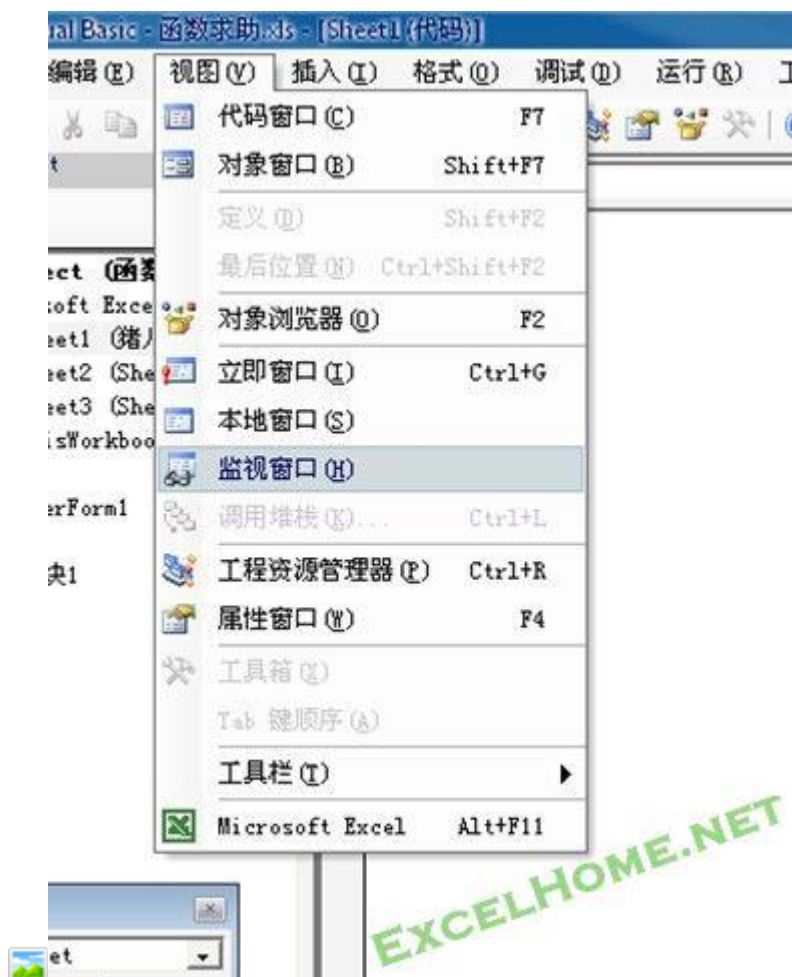 ual Basic - 函数求助.xls - [Sheet1 (代码)]
编辑(E) 视图(V) 插入(I) 格式(O) 调试(D) 运行(R) 工
代码窗口(C) F7
对象窗口(B) Shift+F7
定义(D) Shift+F2
最后位置(N) Ctrl+Shift+F2
对象浏览器(O) F2
立即窗口(I) Ctrl+G
本地窗口(S)
监视窗口(H)
调用堆栈(K)... Ctrl+L
工程资源管理器(P) Ctrl+R
属性窗口(W) F4
工具箱(X)
Tab 键顺序(A)
工具栏(T)
Microsoft Excel Alt+F11
t
ect (函数
soft Exce
eet1 (猪
eet2 (She
eet3 (She
isWorkboo
erForm1
块1
et
EXCELHOME.NET